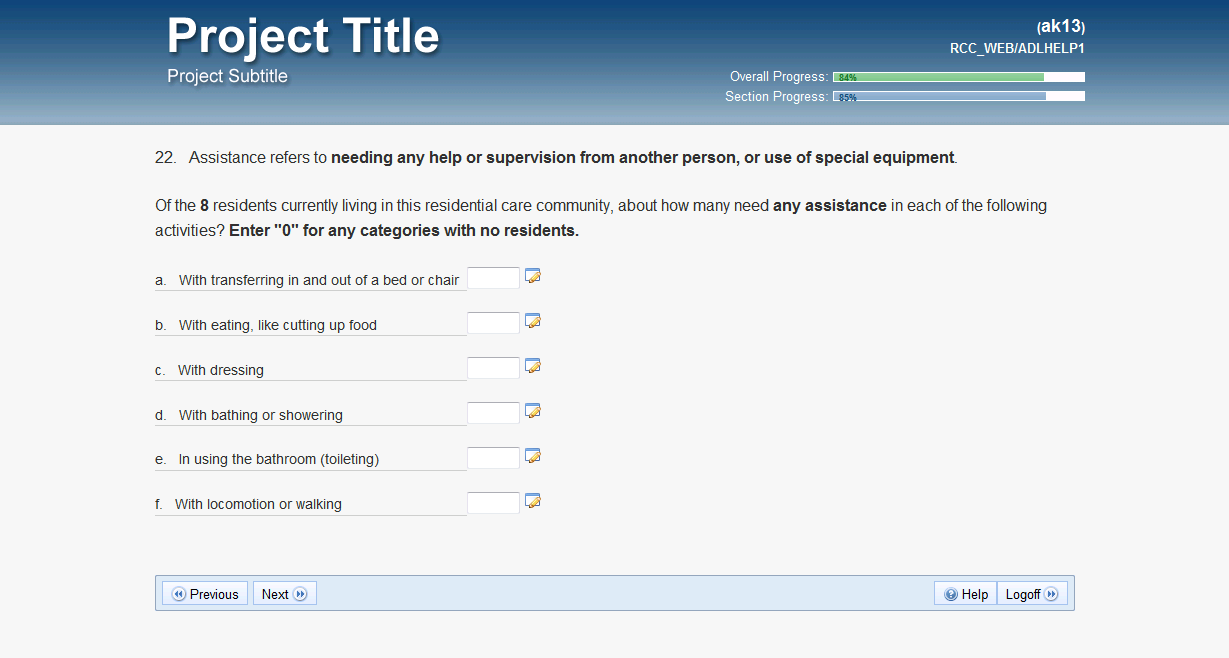 Project Title
Project Subtitle
(ak13)
RCC_WEB/ADLHELP1
Overall Progress: 84%
Section Progress: 85%
22. Assistance refers to needing any help or supervision from another person, or use of special equipment.
Of the 8 residents currently living in this residential care community, about how many need any assistance in each of the following
activities? Enter "0" for any categories with no residents.
a. With transferring in and out of a bed or chair
b. With eating, like cutting up food
c. With dressing
d. With bathing or showering
e. In using the bathroom (toileting)
f. With locomotion or walking
Previous Next Help Logoff